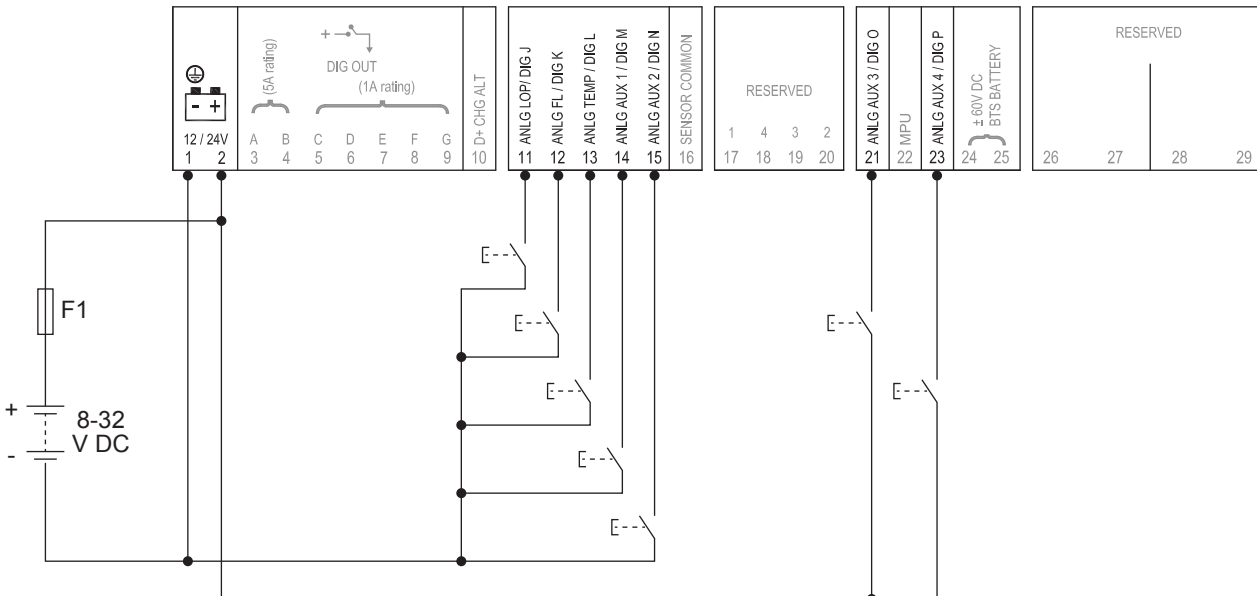 - +
12 / 24V
1 2
(5A rating)
+
DIG OUT
(1A rating)
A B C D E F G
3 4 5 6 7 8 9
D+ CHG ALT
10
ANLG LOP/ DIG J
11
ANLG FL / DIG K
12
ANLG TEMP / DIG L
13
ANLG AUX 1 / DIG M
14
ANLG AUX 2 / DIG N
15
SENSOR COMMON
16
RESERVED
1 4 3 2
17 18 19 20
ANLG AUX 3 / DIG O
21
MPU
22
ANLG AUX 4 / DIG P
23
± 60V DC
BTS BATTERY
24 25
RESERVED
26 27 28 29
F1
+
8-32
V DC
-